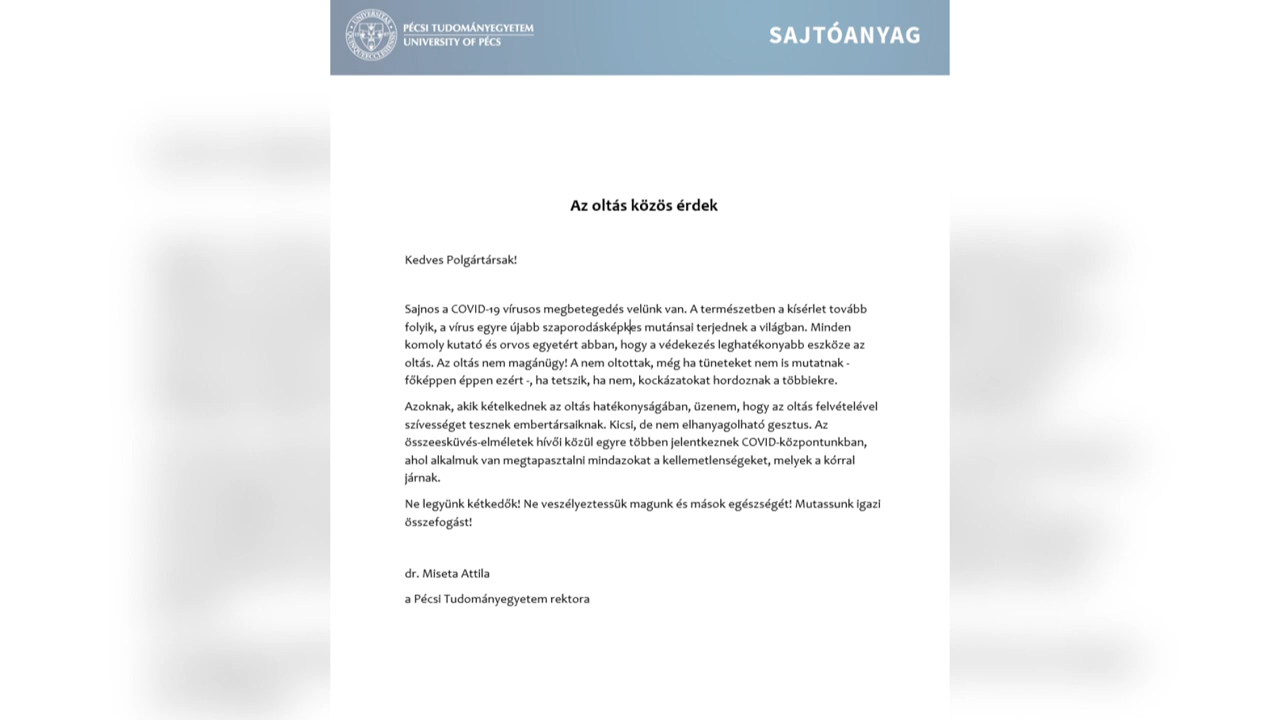 PÉCSI TUDOMÁNYEGYETEM
UNIVERSITY OF PÉCS
SAJTÓANYAG
Az oltás közös érdek
Kedves Polgártársak!
Sajnos a COVID-19 vírusos megbetegedés velünk van. A természetben a kísérlet tovább
folyik, a vírus egyre újabb szaporodásképkes mutánsai terjednek a világban. Minden
komoly kutató és orvos egyetért abban, hogy a védekezés leghatékonyabb eszköze az
oltás. Az oltás nem magánügy! A nem oltottak, még ha tüneteket nem is mutatnak -
főképpen éppen ezért -, ha tetszik, ha nem, kockázatokat hordoznak a többiekre.
Azoknak, akik kételkednek az oltás hatékonyságában, üzenem, hogy az oltás felvételével
szívességet tesznek embertársaiknak. Kicsi, de nem elhanyagolható gesztus. Az
összeesküvés-elméletek hívői közül egyre többen jelentkeznek COVID-központunkban,
ahol alkalmuk van megtapasztalni mindazokat a kellemetlenségeket, melyek a kórral
járnak.
Ne legyünk kétkedők! Ne veszélyeztessük magunk és mások egészségét! Mutassunk igazi
összefogást!
dr. Miseta Attila
a Pécsi Tudományegyetem rektora